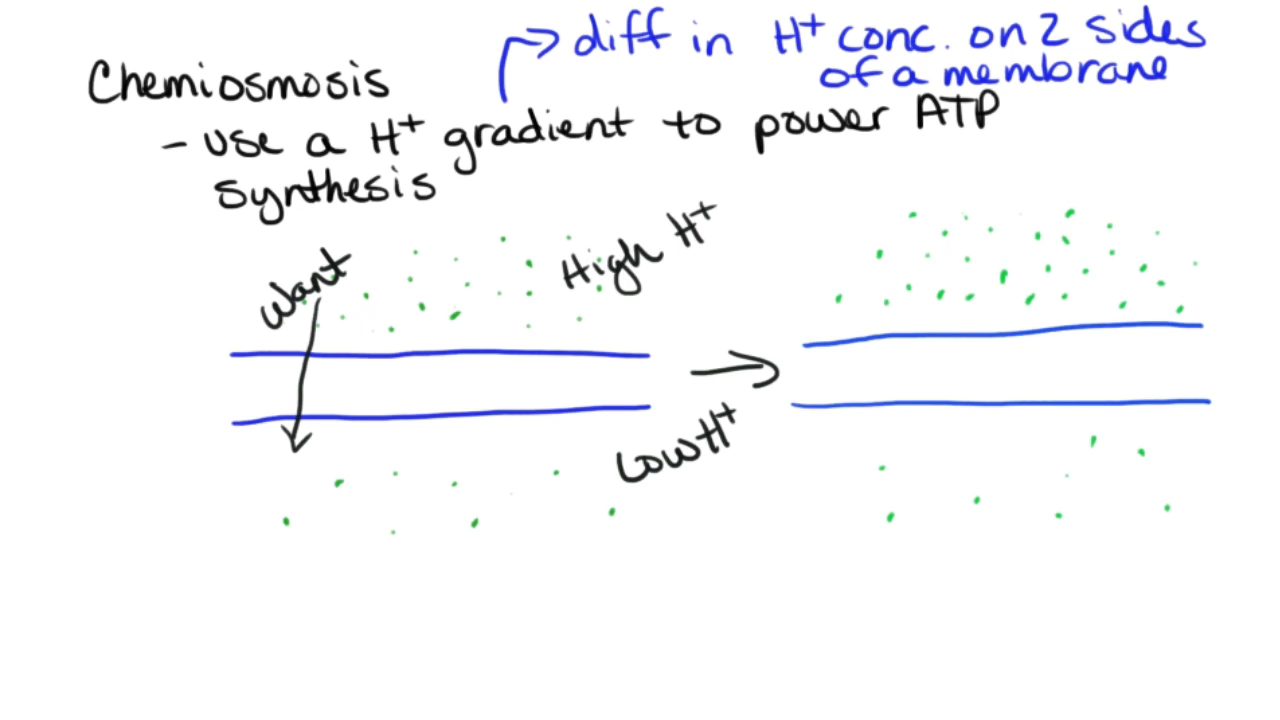 diff in H⁺ conc. on 2 sides
of a membrane
Chemiosmosis
- use a H⁺ gradient to power ATP
synthesis
want
High H⁺
Low H⁺